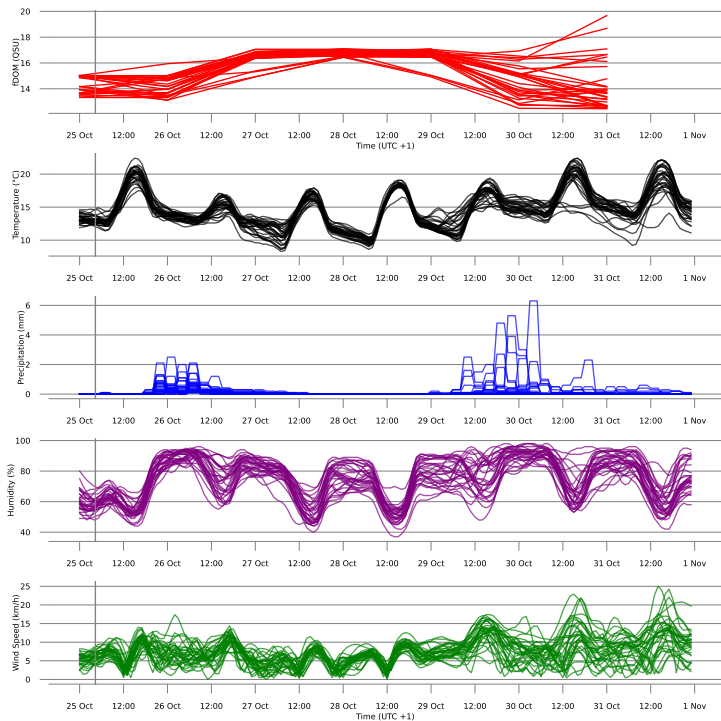 20
18
16
14
fDOM (QSU)
25 Oct 12:00 26 Oct 12:00 27 Oct 12:00 28 Oct 12:00 29 Oct 12:00 30 Oct 12:00 31 Oct 12:00 1 Nov
Time (UTC +1)
20
15
10
Temperature (°C)
25 Oct 12:00 26 Oct 12:00 27 Oct 12:00 28 Oct 12:00 29 Oct 12:00 30 Oct 12:00 31 Oct 12:00 1 Nov
6
4
2
0
Precipitation (mm)
25 Oct 12:00 26 Oct 12:00 27 Oct 12:00 28 Oct 12:00 29 Oct 12:00 30 Oct 12:00 31 Oct 12:00 1 Nov
100
80
60
40
Humidity (%)
25 Oct 12:00 26 Oct 12:00 27 Oct 12:00 28 Oct 12:00 29 Oct 12:00 30 Oct 12:00 31 Oct 12:00 1 Nov
25
20
15
10
5
0
Wind Speed (km/h)
25 Oct 12:00 26 Oct 12:00 27 Oct 12:00 28 Oct 12:00 29 Oct 12:00 30 Oct 12:00 31 Oct 12:00 1 Nov
Time (UTC +1)